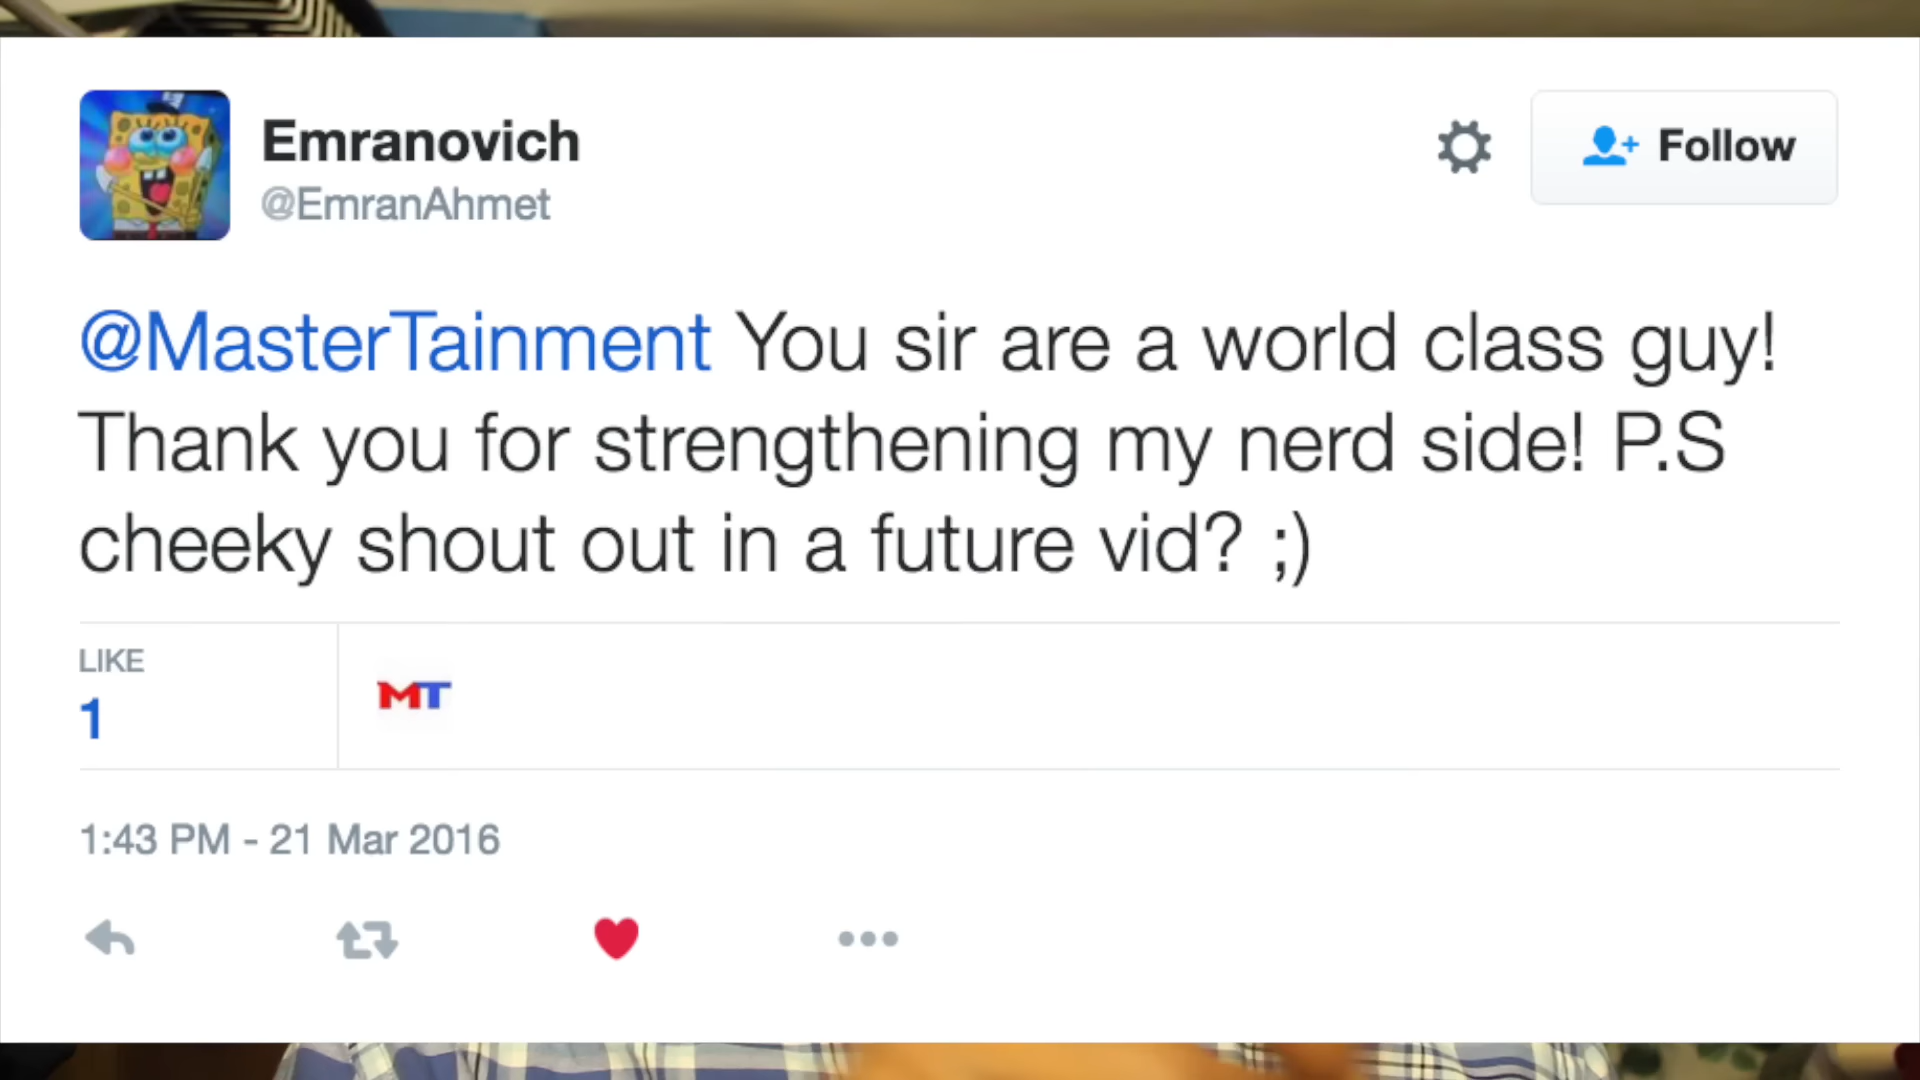 Emranovich
@EmranAhmet
Follow
@MasterTainment You sir are a world class guy!
Thank you for strengthening my nerd side! P.S
cheeky shout out in a future vid? ;)
LIKE
1
MT
1:43 PM - 21 Mar 2016